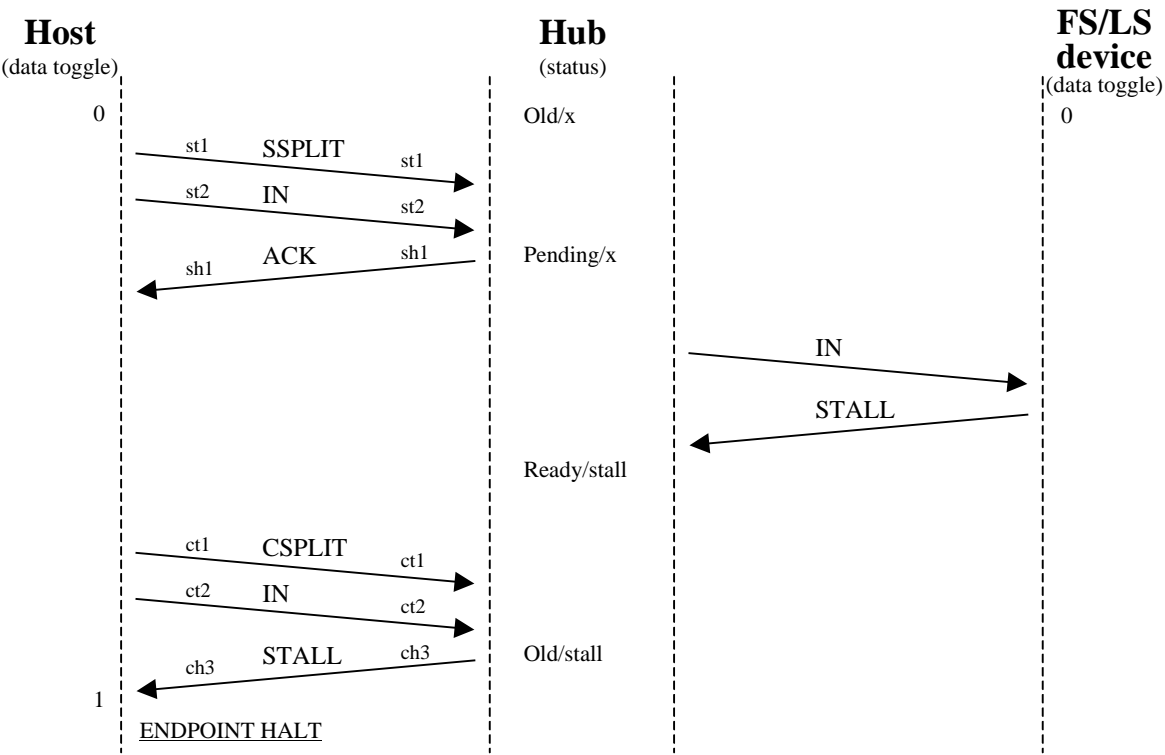 Host
(data toggle)
Hub
(status)
FS/LS
device
(data toggle)
0
Old/x
0
st1 SSPLIT st1
st2 IN st2
sh1 ACK sh1
Pending/x
IN
STALL
Ready/stall
ct1 CSPLIT ct1
ct2 IN ct2
ch3 STALL ch3
Old/stall
1
ENDPOINT HALT